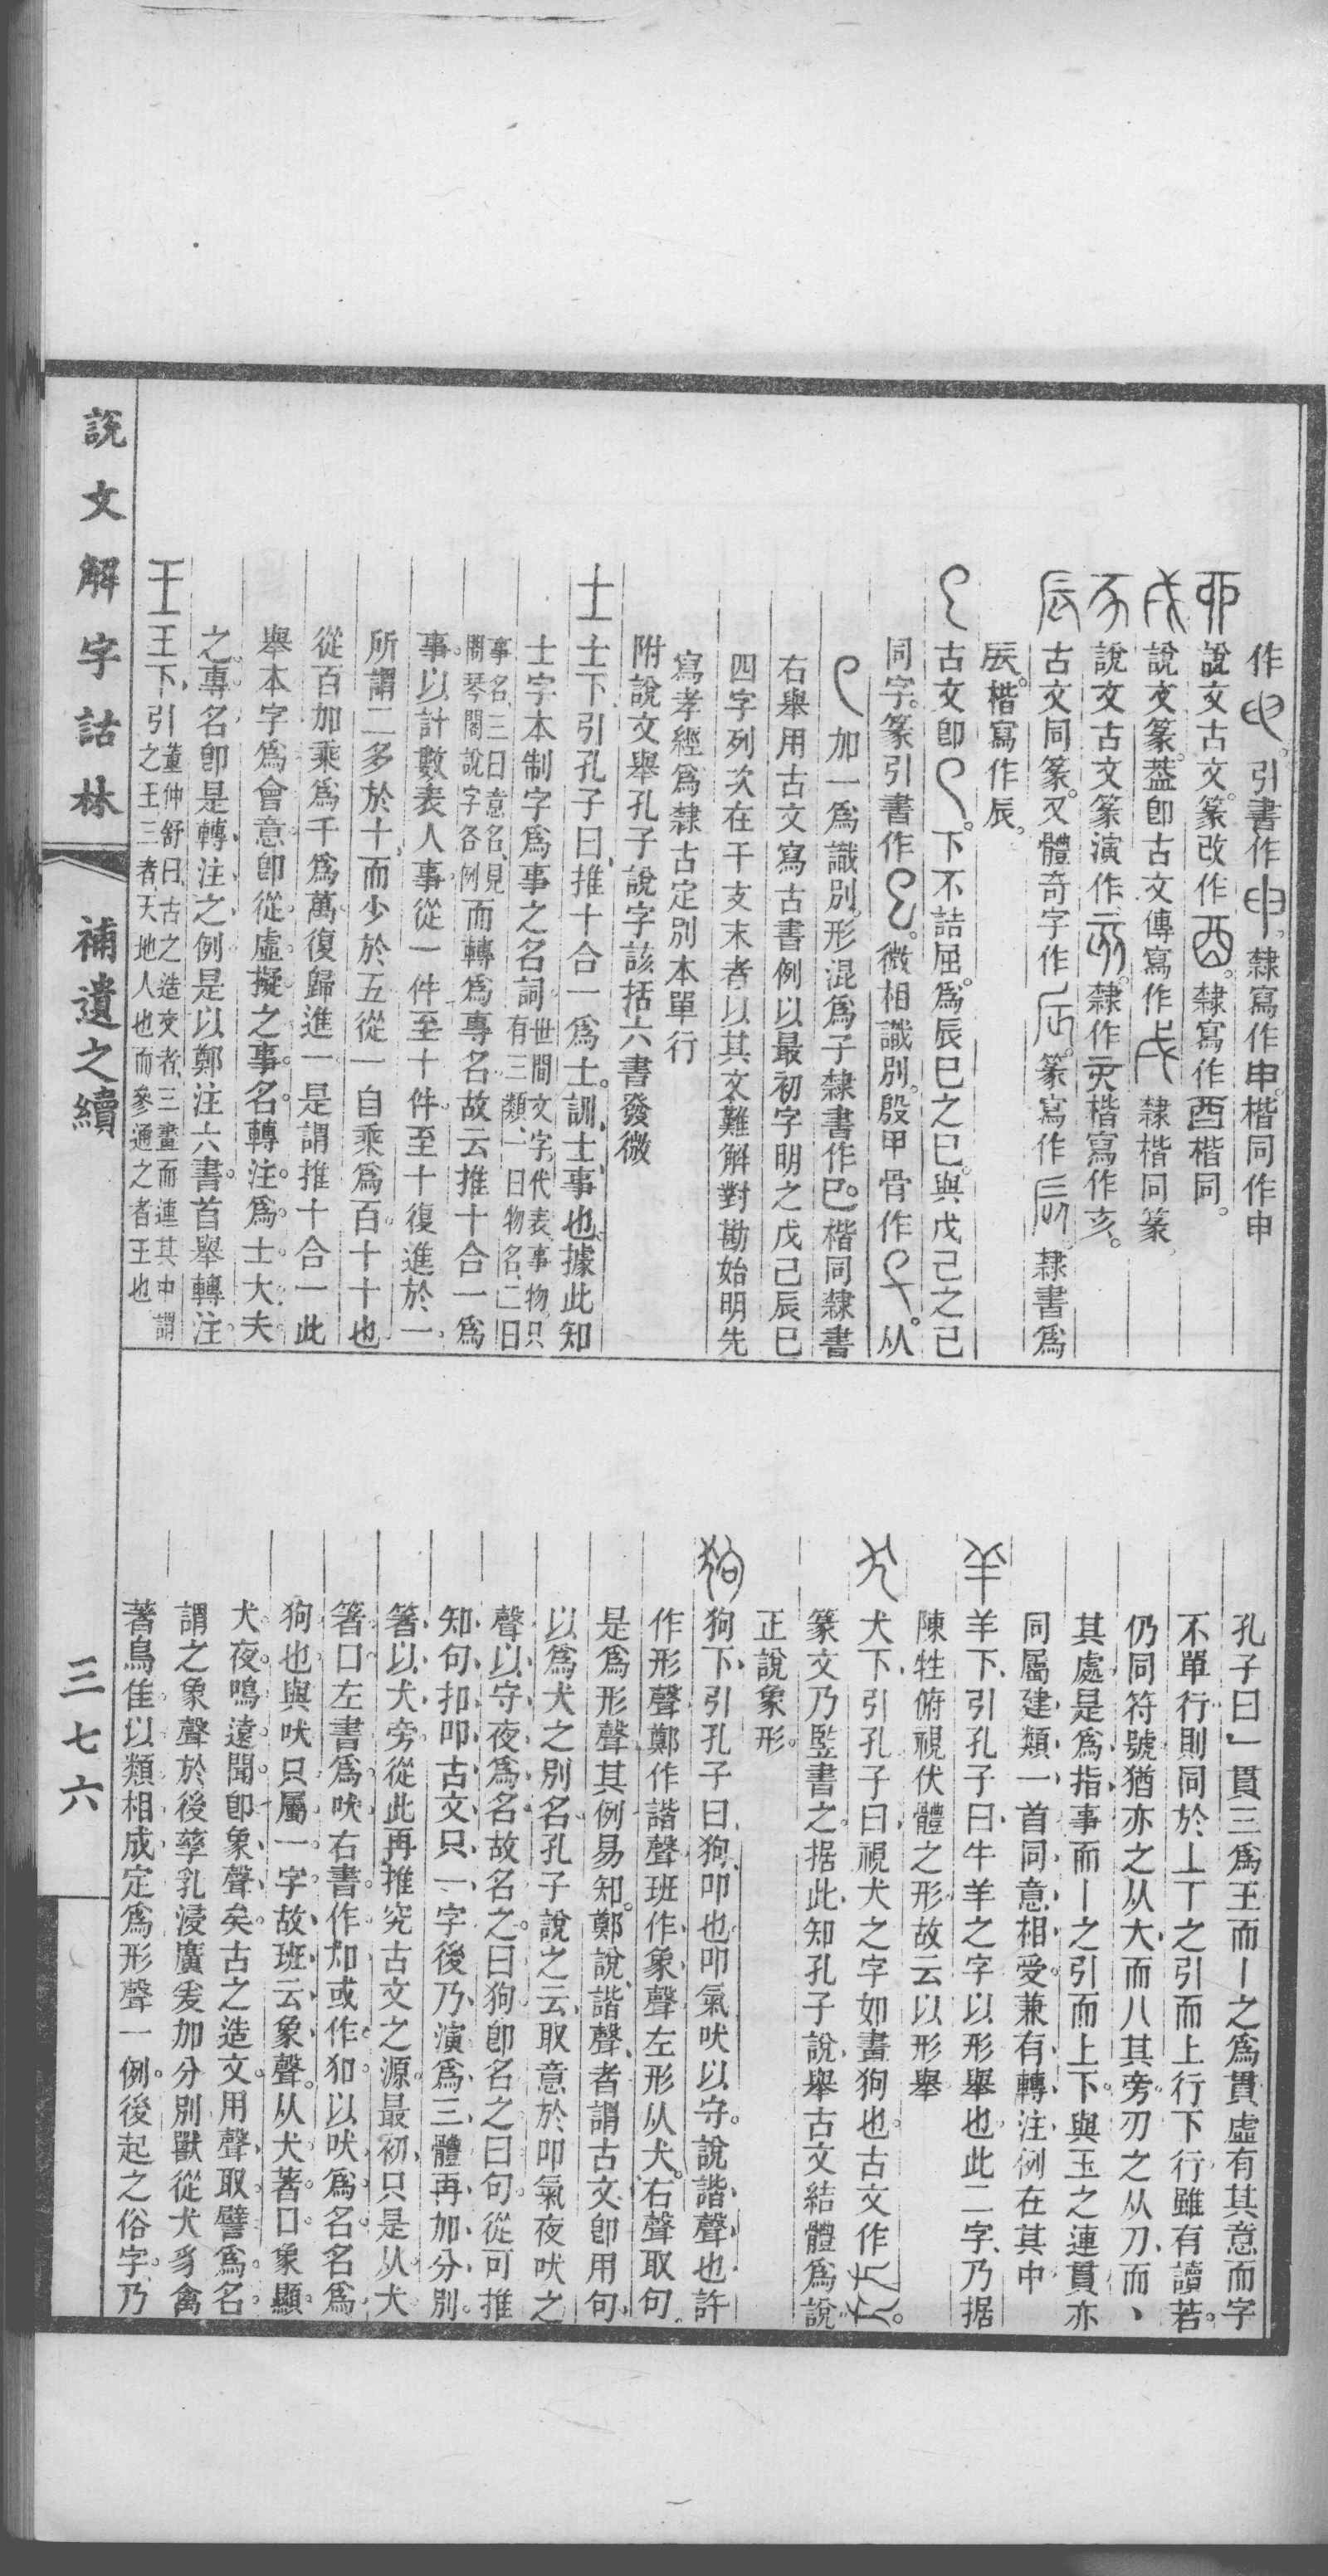 作。引書作。隸寫作申。楷同作申
說文古文。篆改作。隸寫作酉楷同。
說文篆。葢卽古文傳寫作 隸楷同篆。
說文古文篆演作。隸作 楷寫作亥。
古文同篆。又體奇字作。篆寫作 隸書爲
辰。楷寫作辰。
古文卽。下不詰屈。爲辰巳之巳。與戊己之己
同字。篆引書作。微相識別。殷甲骨作。从
加一爲識別。形混爲子隸書作巳。楷同隸書
右舉用古文寫古書例以最初字明之戊己辰巳
四字列次在干支末者以其文難解對勘始明先
寫孝經爲隸古定別本單行
附說文舉孔子說字該括六書發微
士 士下引孔子曰推十合一爲士。訓士事也。據此知
士字本制字爲事之名詞 世間文字代表事物只有三類一曰物名二曰
事名三曰意名見闇琴閣說字各例 而轉爲專名故云推十合一爲
事。以計數表人事。從一件至十件。至十復進於一。
所謂二多於十而少於五從一自乘爲百十十也
從百加乘爲千爲萬。復歸進一。是謂推十合一此
舉本字爲會意卽從虛擬之事。名。轉注。爲士大夫
之專名卽是轉注之例是以鄭注六書。首舉轉注
王 王下引 董仲舒曰古之造文者三畫而連其中謂之王三者天地人也而參通之者王也
孔子曰一貫三爲王而丨之爲貫虛有其意而字
不單行則同於丄丅之引而上行下行雖有讀若。
仍同符號猶亦之从大而八其旁刃之从刀而丶
其處是爲指事而丨之引而上下。與玉之連貫亦
同屬建類一首同意相受兼有轉注例在其中
羊下引孔子曰牛羊之字以形舉也此二字乃据
陳牲俯視伏體之形故云以形舉
犬下引孔子曰視犬之字如畫狗也。古文作。
篆文乃豎書之。据此知孔子說舉古文結體爲說
正說象形。
狗下引孔子曰狗叩也叩氣吠以守。說諧聲也許
作形聲鄭作諧聲班作象聲左形从犬。右聲取句
是爲形聲其例易知。鄭說諧聲者謂古文卽用句
以爲犬之別名孔子說之云取意於叩氣夜吠之
聲以守夜爲名故名之。曰狗卽名之曰句。從可推
知句扣叩古文只一字後乃演爲三體再加分別
箸以犬旁從此再推究古文之源最初只是从犬
箸口左書爲吠右書作 或作 以吠爲名名爲
狗也與吠只屬一字。故班云象聲。从犬著口象顯
犬夜鳴遠聞。卽象聲矣。古之造文用聲取譬爲名
謂之象聲於後孳乳浸廣爰加分別獸從犬豸禽
著鳥隹以類相成定爲形聲一例後起之俗字乃
說文解字詁林 補遺之續
三七六